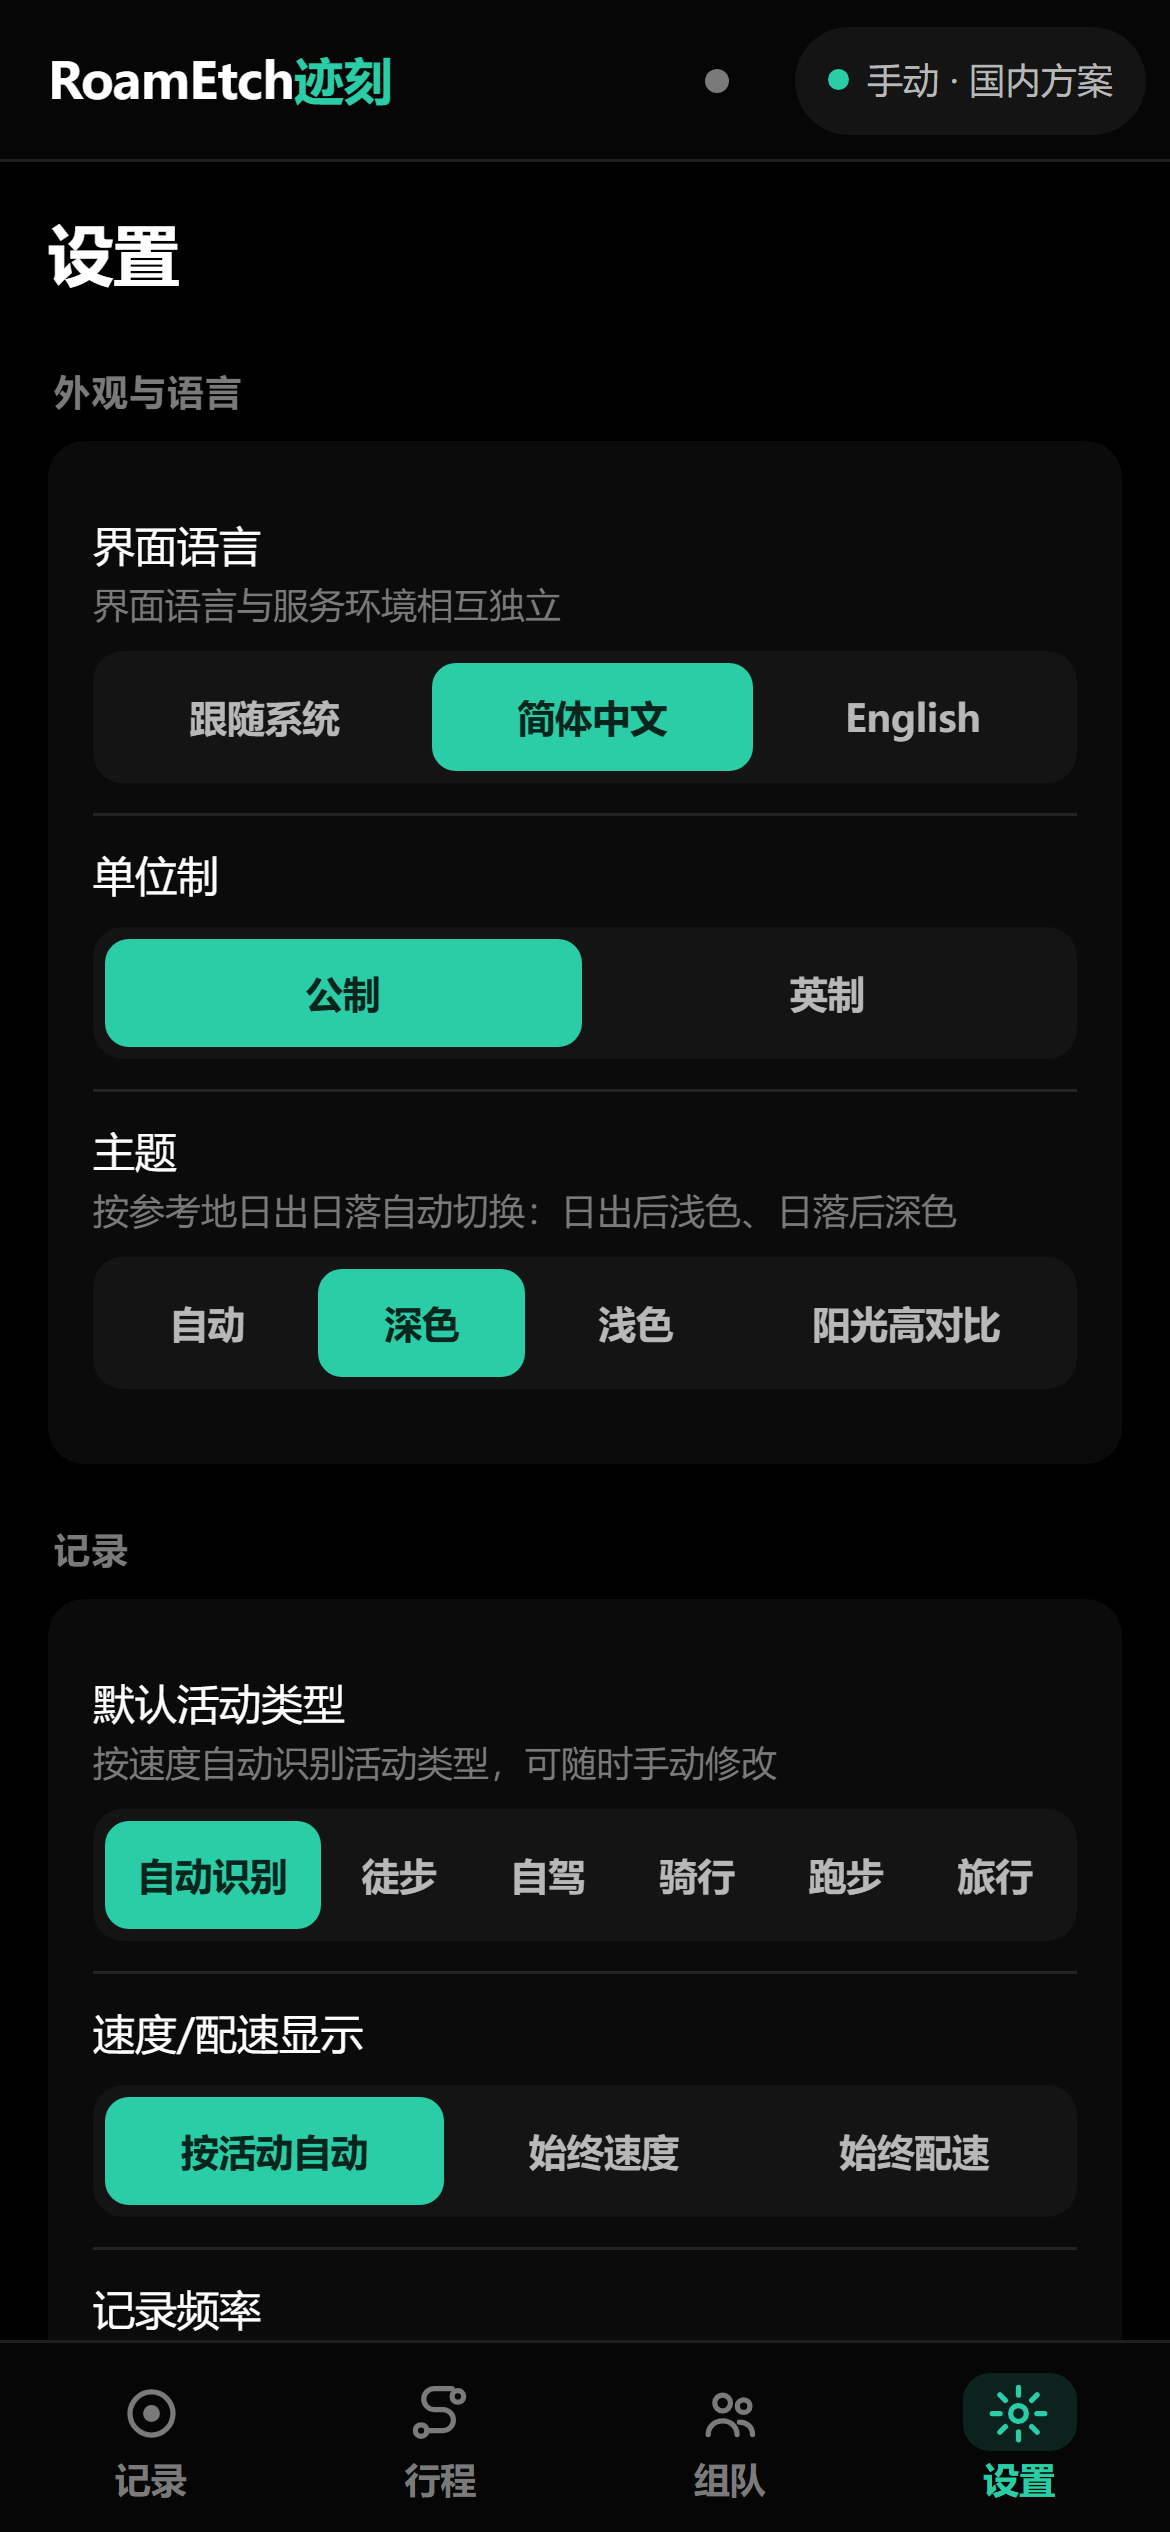 RoamEtch迹刻
手动 · 国内方案
设置
外观与语言
界面语言
界面语言与服务环境相互独立
跟随系统 简体中文 English
单位制
公制 英制
主题
按参考地日出日落自动切换：日出后浅色、日落后深色
自动 深色 浅色 阳光高对比
记录
默认活动类型
按速度自动识别活动类型，可随时手动修改
自动识别 徒步 自驾 骑行 跑步 旅行
速度/配速显示
按活动自动 始终速度 始终配速
记录频率
记录 行程 组队 设置